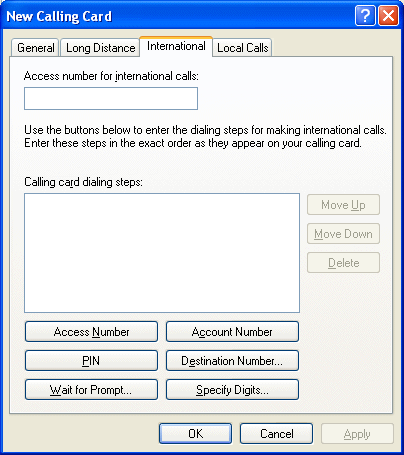 New Calling Card
General Long Distance International Local Calls
Access number for international calls:
Use the buttons below to enter the dialing steps for making international calls.
Enter these steps in the exact order as they appear on your calling card.
Calling card dialing steps:
Move Up
Move Down
Delete
Access Number Account Number
PIN Destination Number...
Wait for Prompt... Specify Digits...
OK Cancel Apply